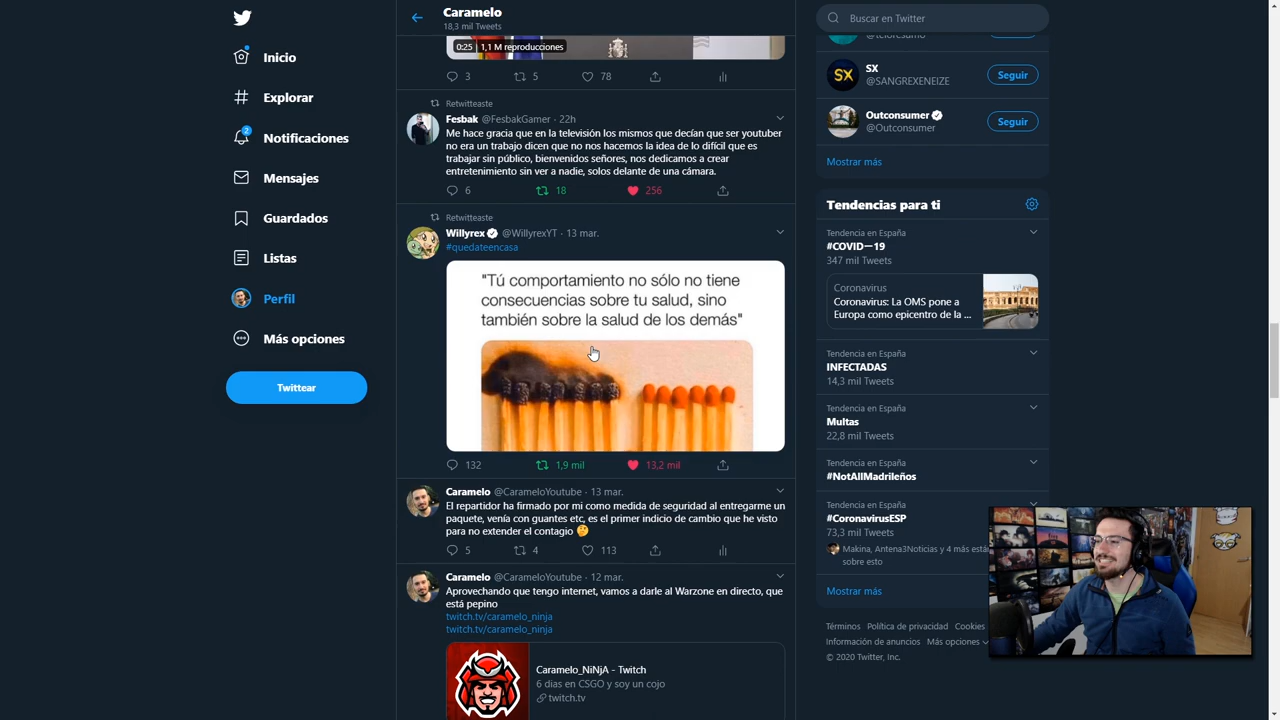 Inicio
Explorar
2
Notificaciones
Mensajes
Guardados
Listas
Perfil
Más opciones
Twittear
Caramelo
18,3 mil Tweets
0:25 | 1,1 M reproducciones
3 5 78
Retwitteaste
Fesbak @FesbakGamer · 22h
Me hace gracia que en la televisión los mismos que decían que ser youtuber
no era un trabajo dicen que no nos hacemos la idea de lo difícil que es
trabajar sin público, bienvenidos señores, nos dedicamos a crear
entretenimiento sin ver a nadie, solos delante de una cámara.
6 18 256
Retwitteaste
Willyrex @WillyrexYT · 13 mar.
#quedateencasa
"Tú comportamiento no sólo no tiene
consecuencias sobre tu salud, sino
también sobre la salud de los demás"
132 1,9 mil 13,2 mil
Caramelo @CarameloYoutube · 13 mar.
El repartidor ha firmado por mi como medida de seguridad al entregarme un
paquete, venía con guantes etc, es el primer indicio de cambio que he visto
para no extender el contagio 🤔
5 4 113
Caramelo @CarameloYoutube · 12 mar.
Aprovechando que tengo internet, vamos a darle al Warzone en directo, que
está pepino
twitch.tv/caramelo_ninja
twitch.tv/caramelo_ninja
Caramelo_NiNjA - Twitch
6 dias en CSGO y soy un cojo
twitch.tv
Buscar en Twitter
SX
SX
@SANGREXENEIZE
Seguir
Outconsumer
@Outconsumer
Seguir
Mostrar más
Tendencias para ti
Tendencia en España
#COVID—19
347 mil Tweets
Coronavirus
Coronavirus: La OMS pone a
Europa como epicentro de la ...
Tendencia en España
INFECTADAS
14,3 mil Tweets
Tendencia en España
Multas
22,8 mil Tweets
Tendencia en España
#NotAllMadrileños
Tendencia en España
#CoronavirusESP
73,3 mil Tweets
Makina, Antena3Noticias y 4 más está
sobre esto
Mostrar más
Términos Política de privacidad Cookies
Información de anuncios Más opciones
© 2020 Twitter, Inc.